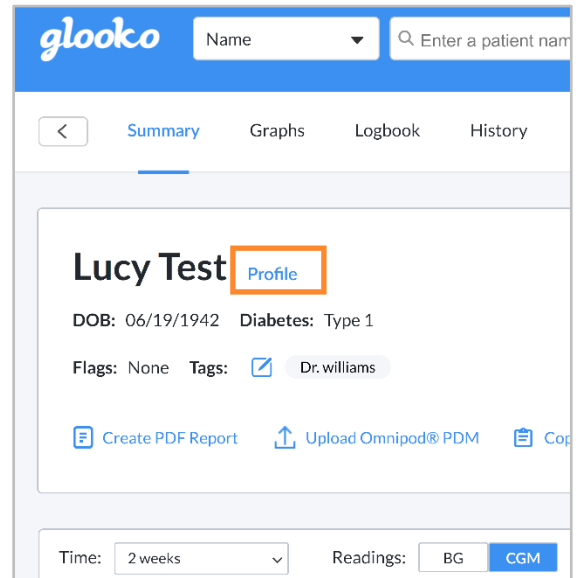 glooko Name Enter a patient nam
Summary Graphs Logbook History
Lucy Test Profile
DOB: 06/19/1942 Diabetes: Type 1
Flags: None Tags: Dr. williams
Create PDF Report Upload Omnipod® PDM Cop
Time: 2 weeks Readings: BG CGM